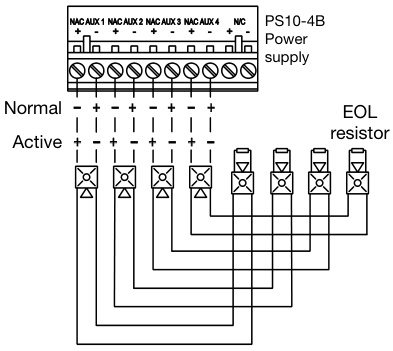 NAC AUX 1 NAC AUX 2 NAC AUX 3 NAC AUX 4 N/C
+ - + - + - + - + -
PS10-4B
Power
supply
Normal - + - + - + - +
Active + - + - + - + -
EOL
resistor